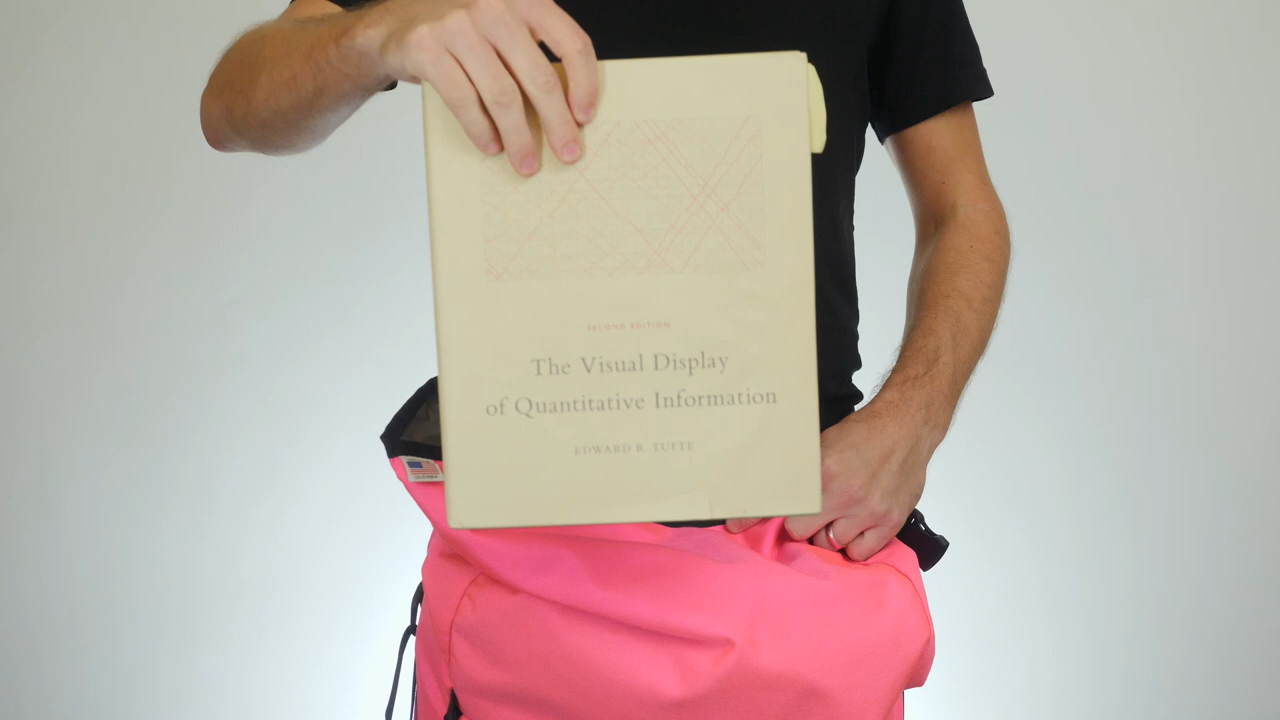 SECOND EDITION
The Visual Display
of Quantitative Information
EDWARD R. TUFTE